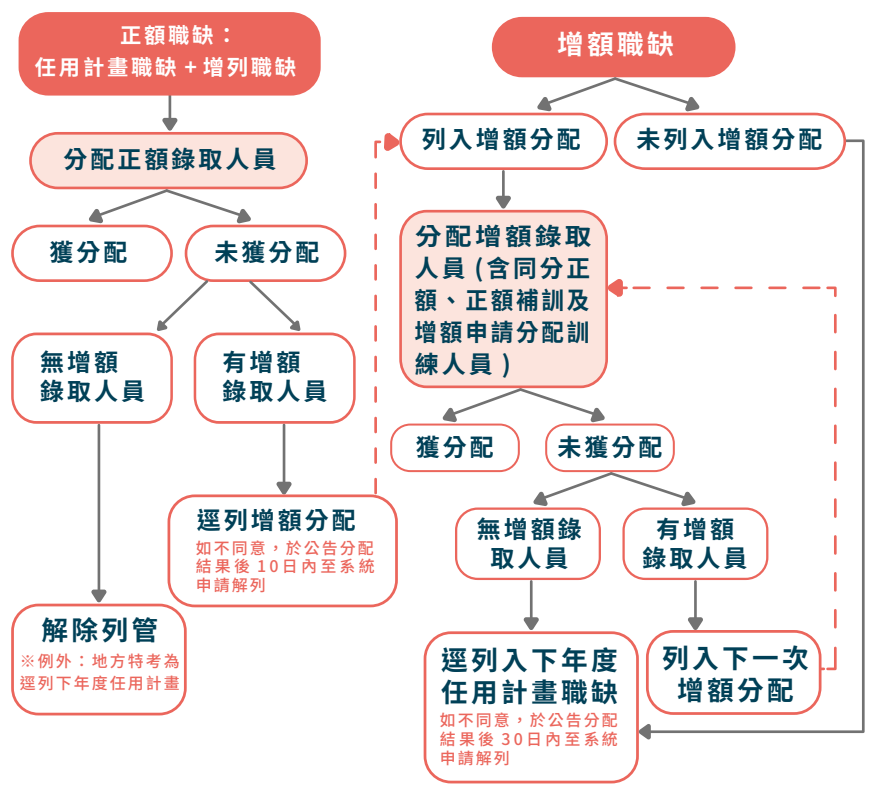 正額職缺：
任用計畫職缺 + 增列職缺
分配正額錄取人員
獲分配
未獲分配
無增額
錄取人員
有增額
錄取人員
逕列增額分配
如不同意，於公告分配
結果後 10日內至系統
申請解列
解除列管
※例外：地方特考為
逕列下年度任用計畫
增額職缺
列入增額分配
未列入增額分配
分配增額錄取
人員 (含同分正
額、正額補訓及
增額申請分配訓
練人員 )
獲分配
未獲分配
無增額錄
取人員
有增額
錄取人員
逕列入下年度
任用計畫職缺
如不同意，於公告分配
結果後 30日內至系統
申請解列
列入下一次
增額分配